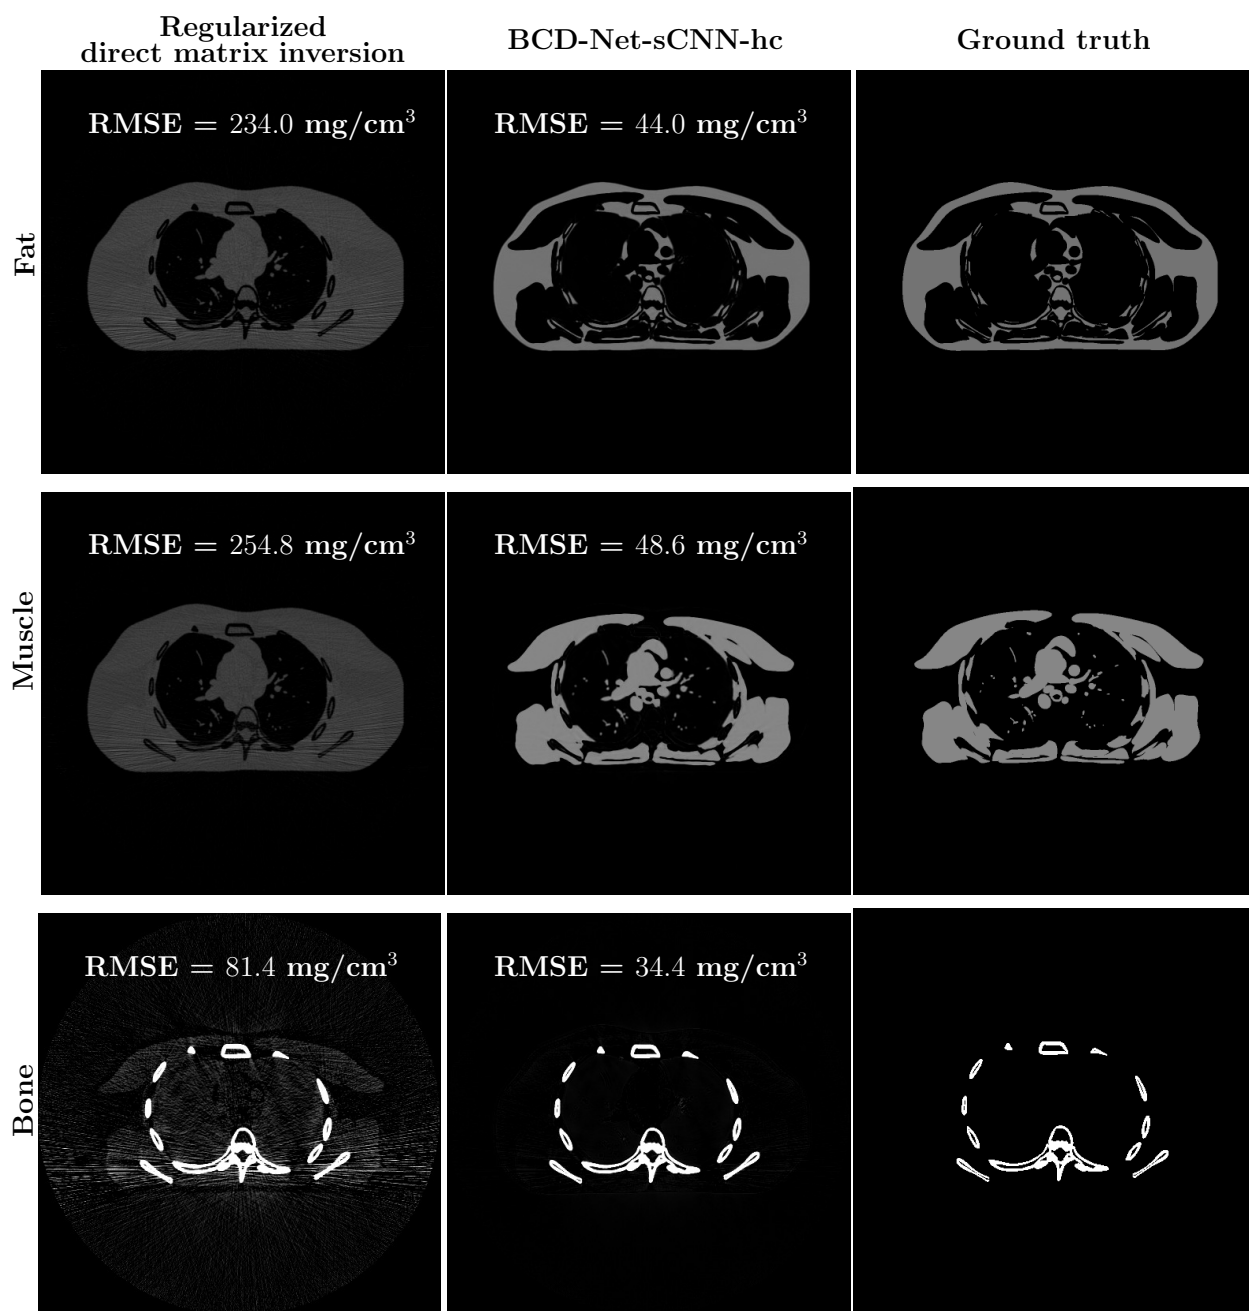 Regularized
direct matrix inversion
BCD-Net-sCNN-hc
Ground truth
Fat
RMSE = 234.0 mg/cm³
RMSE = 44.0 mg/cm³
Muscle
RMSE = 254.8 mg/cm³
RMSE = 48.6 mg/cm³
Bone
RMSE = 81.4 mg/cm³
RMSE = 34.4 mg/cm³